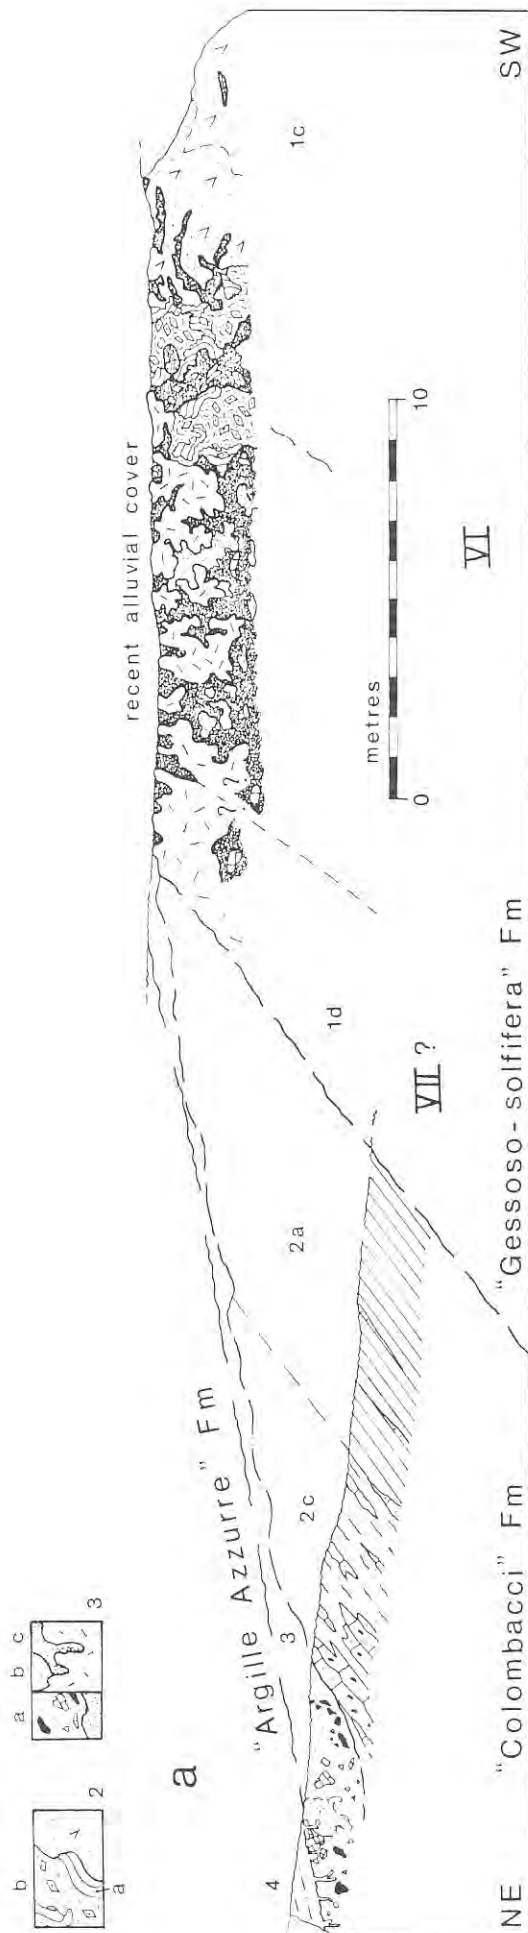 b
a
2
a b c
3
a
"Argille Azzurre" Fm
recent alluvial cover
4
3
2c
2a
1d
1c
? ?
VII ?
VI
metres
0 10
NE "Colombacci" Fm "Gessoso-solfifera" Fm SW